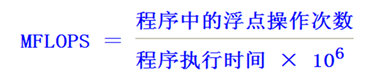 程序中的浮点操作次数
MFLOPS =
程序执行时间 × 10⁶